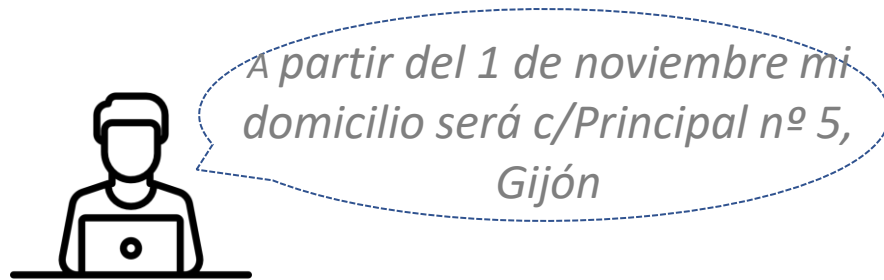 A partir del 1 de noviembre mi
domicilio será c/Principal nº 5,
Gijón